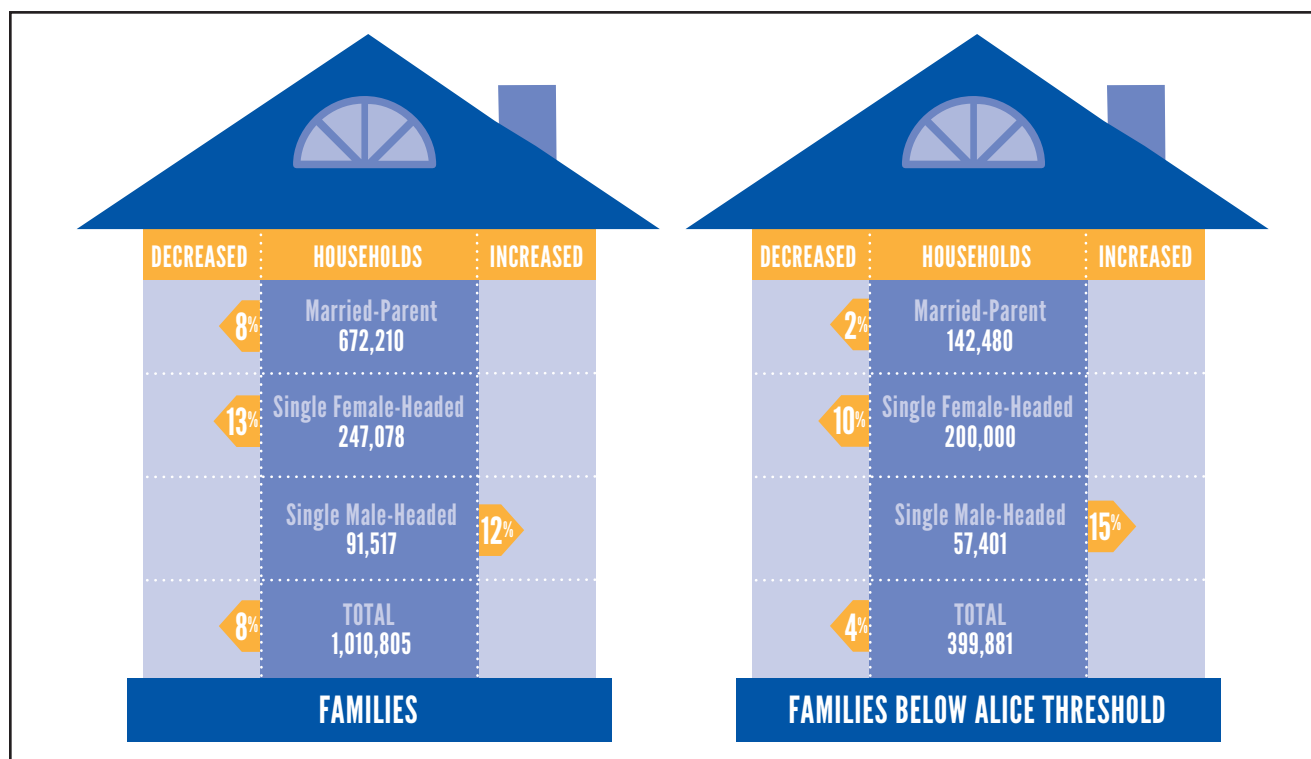 DECREASED HOUSEHOLDS INCREASED
Married-Parent
8% 672,210
Single Female-Headed
13% 247,078
Single Male-Headed
91,517 12%
TOTAL
8% 1,010,805
FAMILIES
DECREASED HOUSEHOLDS INCREASED
Married-Parent
2% 142,480
Single Female-Headed
10% 200,000
Single Male-Headed
57,401 15%
TOTAL
4% 399,881
FAMILIES BELOW ALICE THRESHOLD